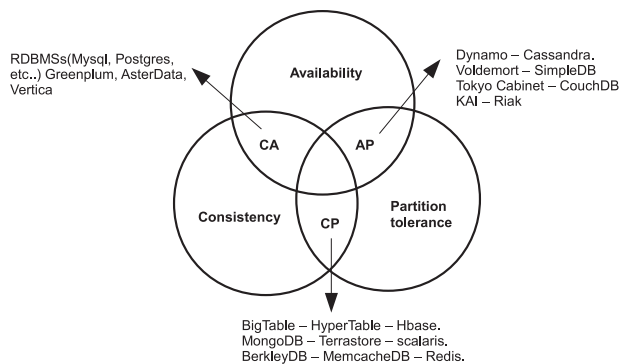 RDBMSs(Mysql, Postgres,
etc..) Greenplum, AsterData,
Vertica
Availability
Dynamo – Cassandra.
Voldemort – SimpleDB
Tokyo Cabinet – CouchDB
KAI – Riak
CA
AP
Consistency
Partition
tolerance
CP
BigTable – HyperTable – Hbase.
MongoDB – Terrastore – scalaris.
BerkleyDB – MemcacheDB – Redis.